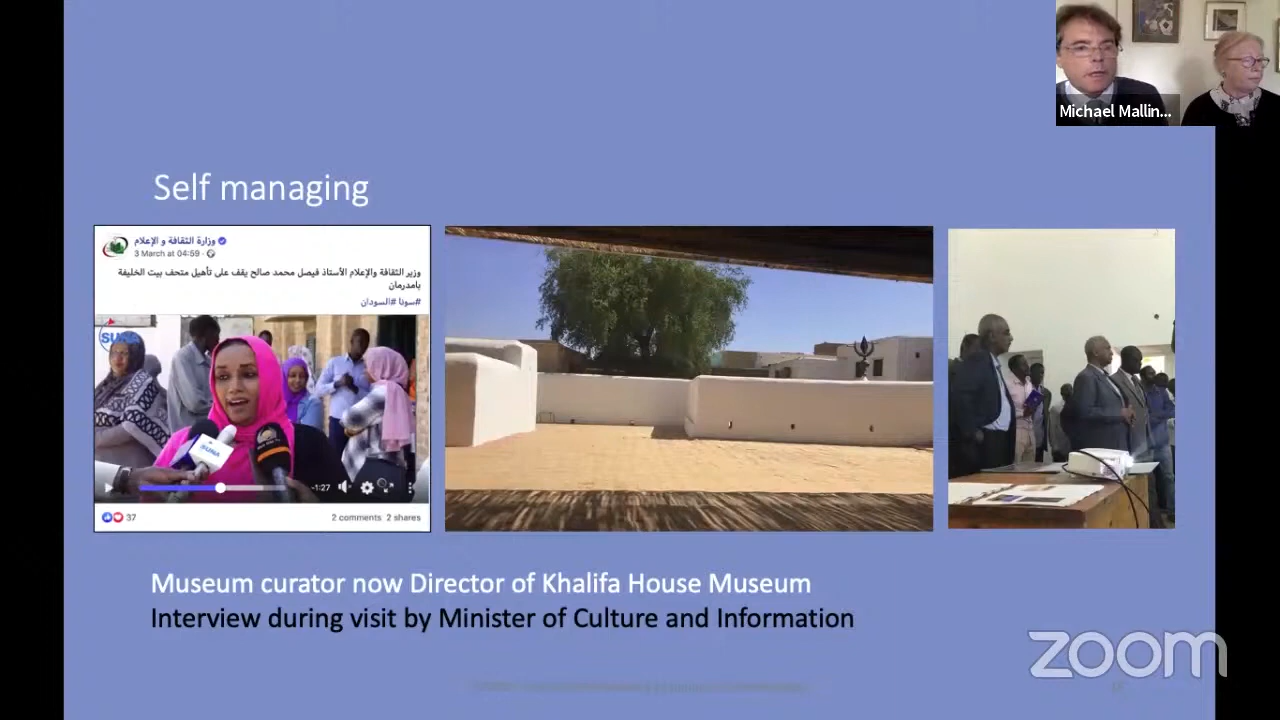 Michael Mallin...
Self managing
وزارة الثقافة و الإعلام
3 March at 04:59
وزير الثقافة والإعلام الأستاذ فيصل محمد صالح يقف على تأهيل متحف بيت الخليفة
بامدرمان
#سونا #السودان
SUNA
SUNA
-1:27
37
2 comments 2 shares
Museum curator now Director of Khalifa House Museum
Interview during visit by Minister of Culture and Information
zoom